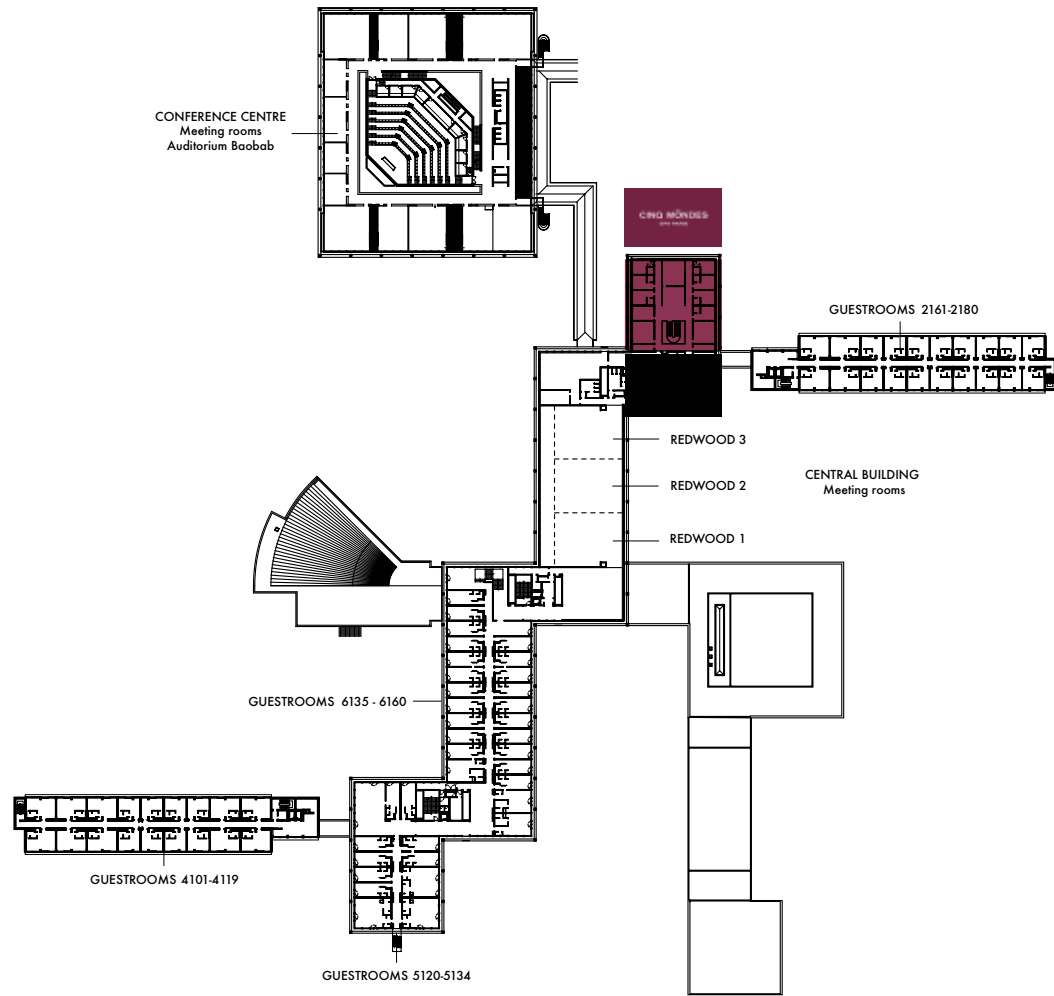 CONFERENCE CENTRE
Meeting rooms
Auditorium Baobab
CINQ MONDES
GUESTROOMS 2161-2180
REDWOOD 3
CENTRAL BUILDING
Meeting rooms
REDWOOD 2
REDWOOD 1
GUESTROOMS 6135 - 6160
GUESTROOMS 4101-4119
GUESTROOMS 5120-5134